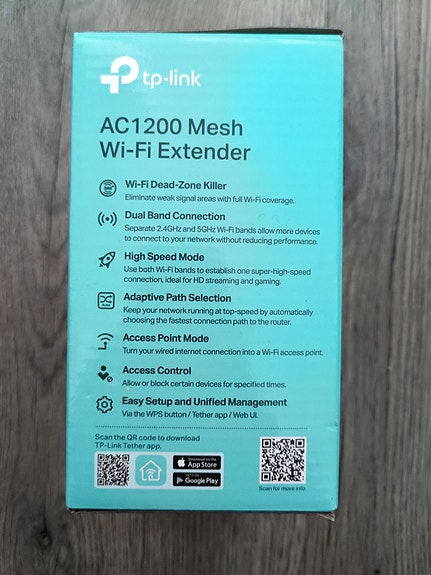 tp-link
AC1200 Mesh
Wi-Fi Extender
Wi-Fi Dead-Zone Killer
Eliminate weak signal areas with full Wi-Fi coverage.
Dual Band Connection
Separate 2.4GHz and 5GHz Wi-Fi bands allow more devices
to connect to your network without reducing performance.
High Speed Mode
Use both Wi-Fi bands to establish one super-high-speed
connection, ideal for HD streaming and gaming.
Adaptive Path Selection
Keep your network running at top-speed by automatically
choosing the fastest connection path to the router.
Access Point Mode
Turn your wired internet connection into a Wi-Fi access point.
Access Control
Allow or block certain devices for specified times.
Easy Setup and Unified Management
Via the WPS button / Tether app / Web UI.
Scan the QR code to download
TP-Link Tether app.
Download on the
App Store
GET IT ON
Google Play
Scan for more info